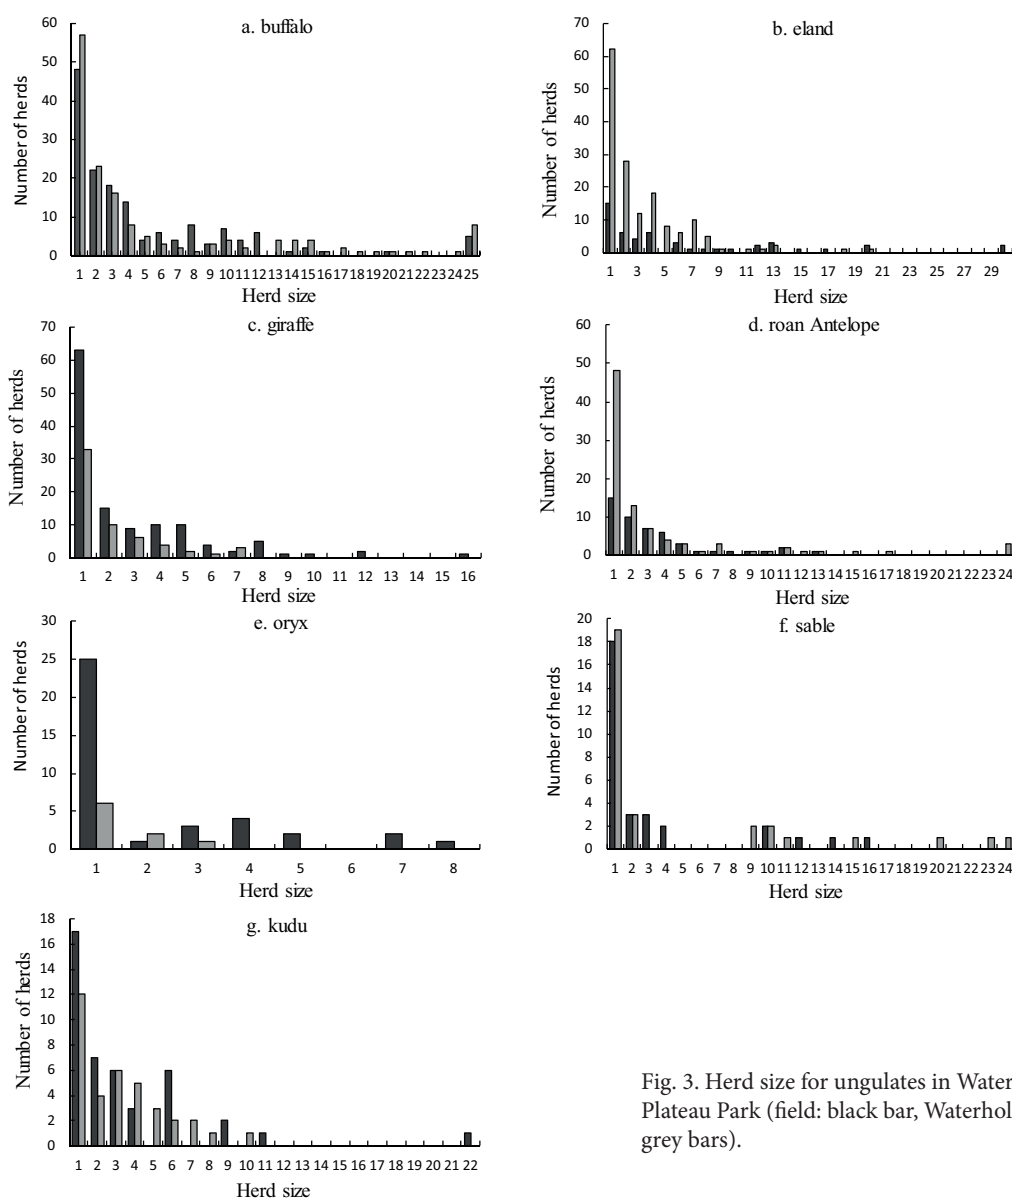 a. buffalo
Number of herds
60
50
40
30
20
10
0
1 2 3 4 5 6 7 8 9 10 11 12 13 14 15 16 17 18 19 20 21 22 23 24 25
Herd size
b. eland
Number of herds
70
60
50
40
30
20
10
0
1 3 5 7 9 11 13 15 17 19 21 23 25 27 29
Herd size
c. giraffe
Number of herds
70
60
50
40
30
20
10
0
1 2 3 4 5 6 7 8 9 10 11 12 13 14 15 16
Herd size
d. roan Antelope
Number of herds
60
50
40
30
20
10
0
1 2 3 4 5 6 7 8 9 10 11 12 13 14 15 16 17 18 19 20 21 22 23 24
Herd size
e. oryx
Number of herds
30
25
20
15
10
5
0
1 2 3 4 5 6 7 8
Herd size
f. sable
Number of herds
20
18
16
14
12
10
8
6
4
2
0
1 2 3 4 5 6 7 8 9 10 11 12 13 14 15 16 17 18 19 20 21 22 23 24
Herd size
g. kudu
Number of herds
18
16
14
12
10
8
6
4
2
0
1 2 3 4 5 6 7 8 9 10 11 12 13 14 15 16 17 18 19 20 21 22
Herd size
Fig. 3. Herd size for ungulates in Water
Plateau Park (field: black bar, Waterhol
grey bars).